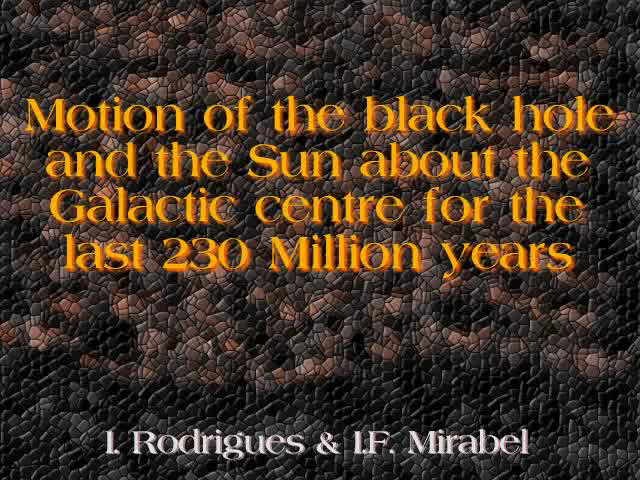 Motion of the black hole
and the Sun about the
Galactic centre for the
last 230 Million years
I. Rodrigues & I.F. Mirabel